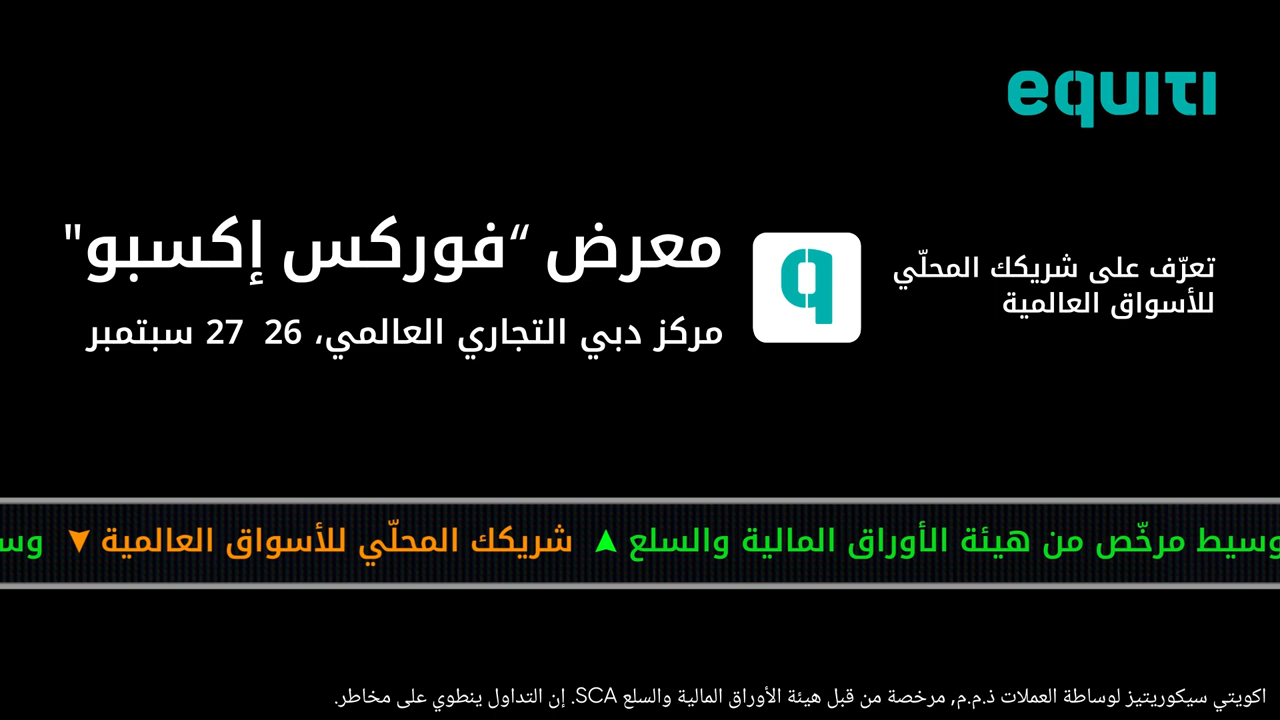 equiti
تعرّف على شريكك المحلّي
للأسواق العالمية
معرض “فوركس إكسبو"
مركز دبي التجاري العالمي، 26 27 سبتمبر
وسيط مرخّص من هيئة الأوراق المالية والسلع ▲ شريكك المحلّي للأسواق العالمية ▼
اكويتي سيكوريتيز لوساطة العملات ذ.م.م, مرخصة من قبل هيئة الأوراق المالية والسلع SCA. إن التداول ينطوي على مخاطر.